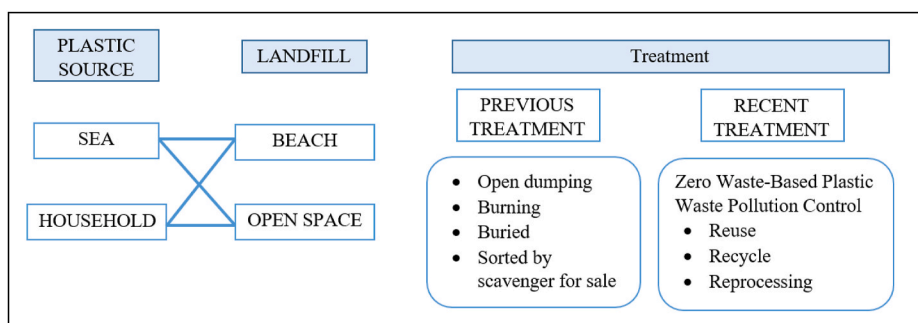 PLASTIC
SOURCE
LANDFILL
Treatment
SEA
BEACH
HOUSEHOLD
OPEN SPACE
PREVIOUS
TREATMENT
RECENT
TREATMENT
• Open dumping
• Burning
• Buried
• Sorted by
scavenger for sale
Zero Waste-Based Plastic
Waste Pollution Control
• Reuse
• Recycle
• Reprocessing